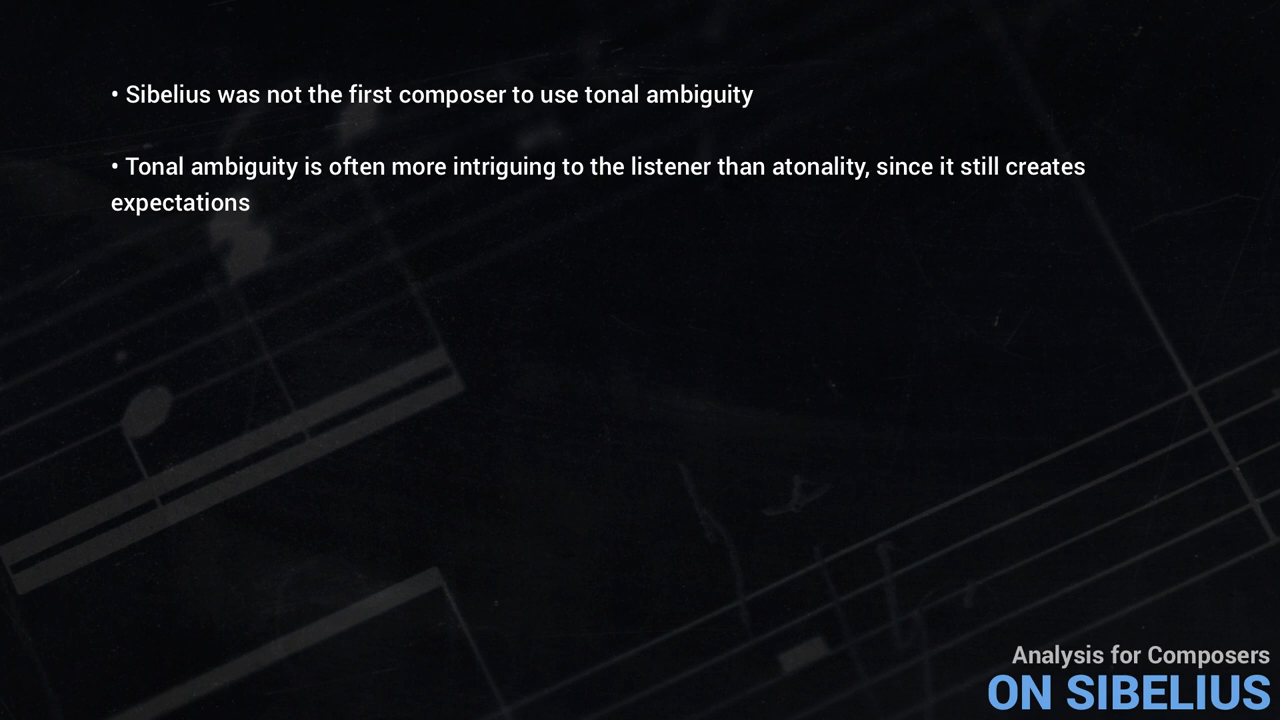 • Sibelius was not the first composer to use tonal ambiguity
• Tonal ambiguity is often more intriguing to the listener than atonality, since it still creates
expectations
Analysis for Composers
ON SIBELIUS